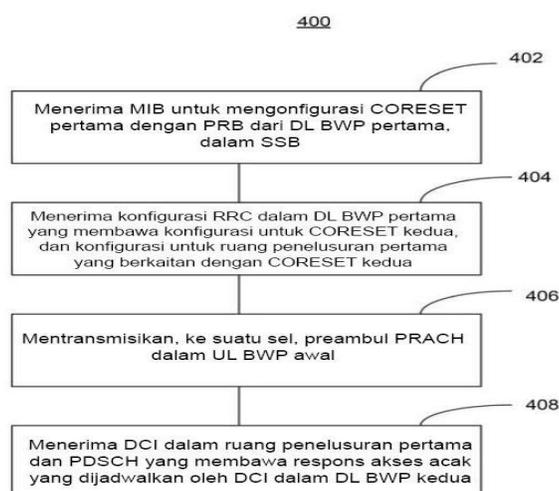 400
402
Menerima MIB untuk mengonfigurasi CORESET
pertama dengan PRB dari DL BWP pertama,
dalam SSB
404
Menerima konfigurasi RRC dalam DL BWP pertama
yang membawa konfigurasi untuk CORESET kedua,
dan konfigurasi untuk ruang penelusuran pertama
yang berkaitan dengan CORESET kedua
406
Mentransmisikan, ke suatu sel, preambul PRACH
dalam UL BWP awal
408
Menerima DCI dalam ruang penelusuran pertama
dan PDSCH yang membawa respons akses acak
yang dijadwalkan oleh DCI dalam DL BWP kedua